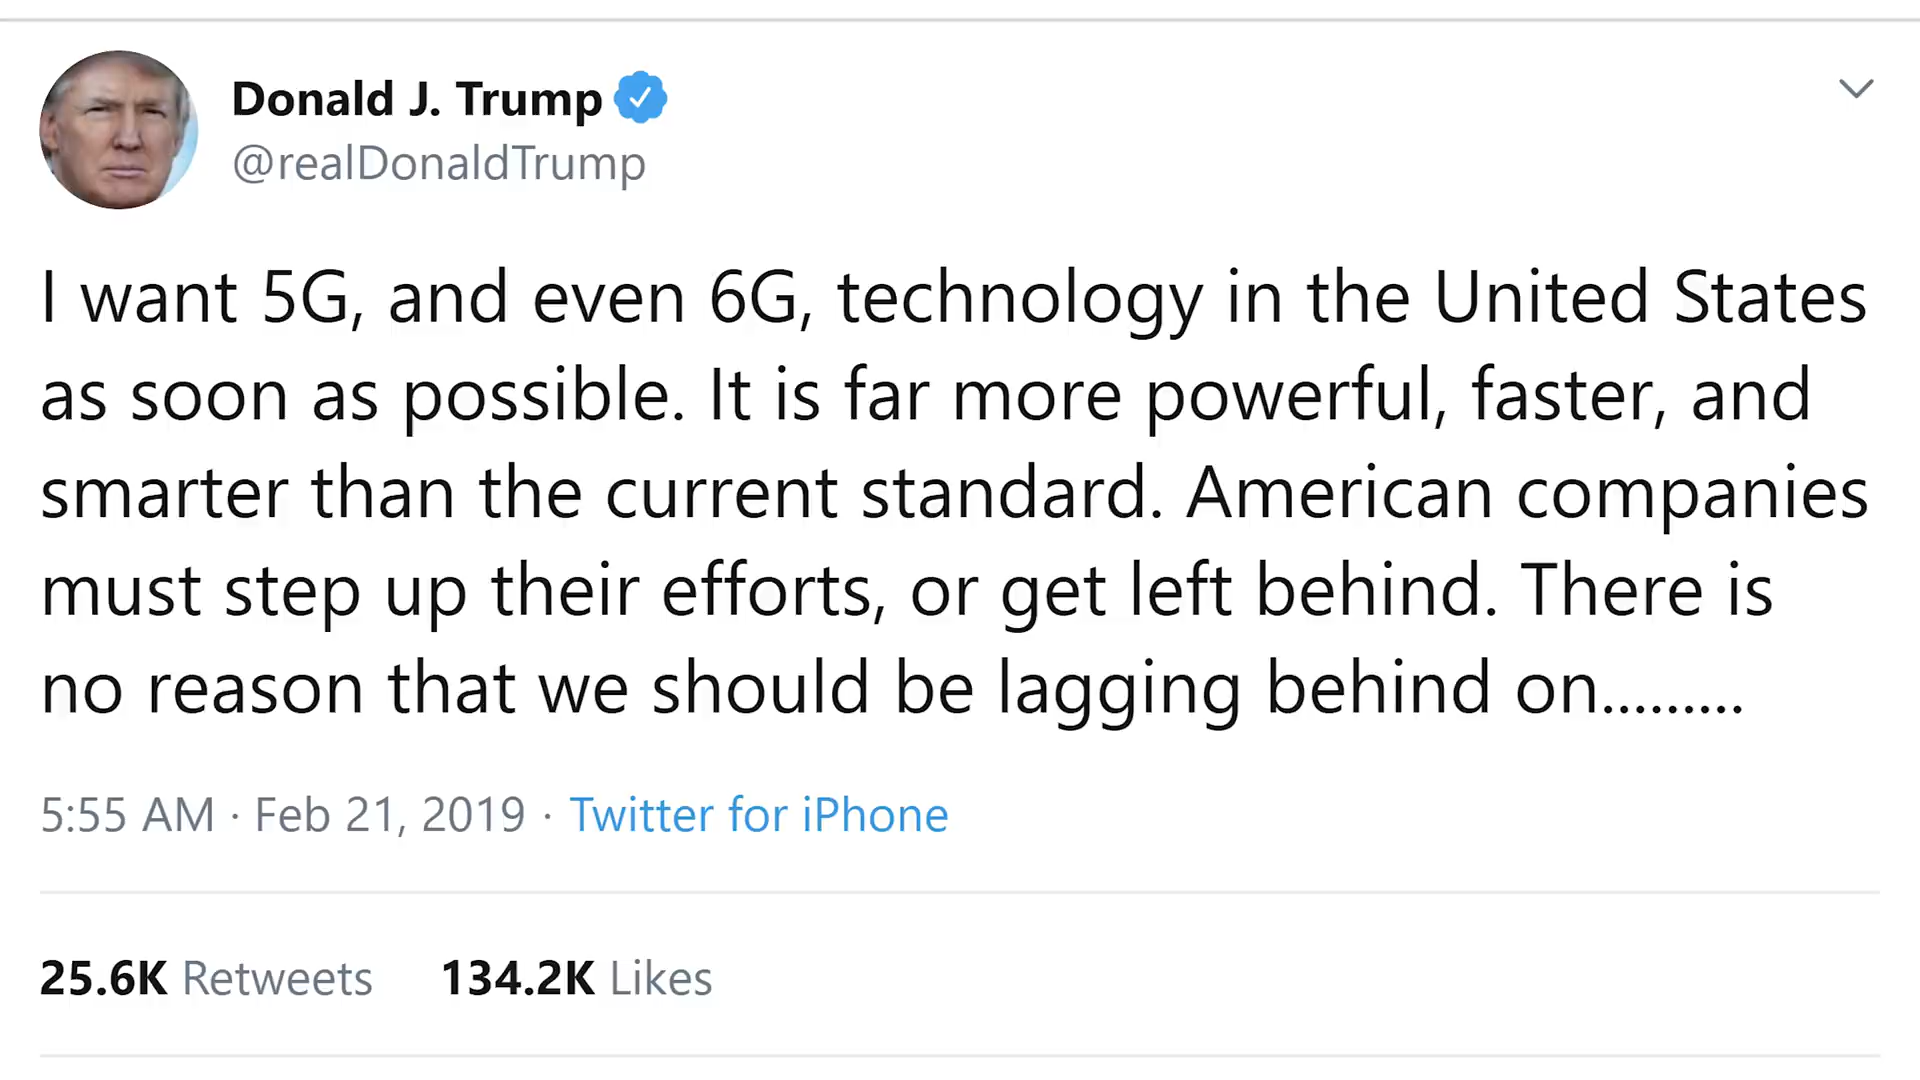 Donald J. Trump
@realDonaldTrump
I want 5G, and even 6G, technology in the United States
as soon as possible. It is far more powerful, faster, and
smarter than the current standard. American companies
must step up their efforts, or get left behind. There is
no reason that we should be lagging behind on.........
5:55 AM · Feb 21, 2019 · Twitter for iPhone
25.6K Retweets 134.2K Likes